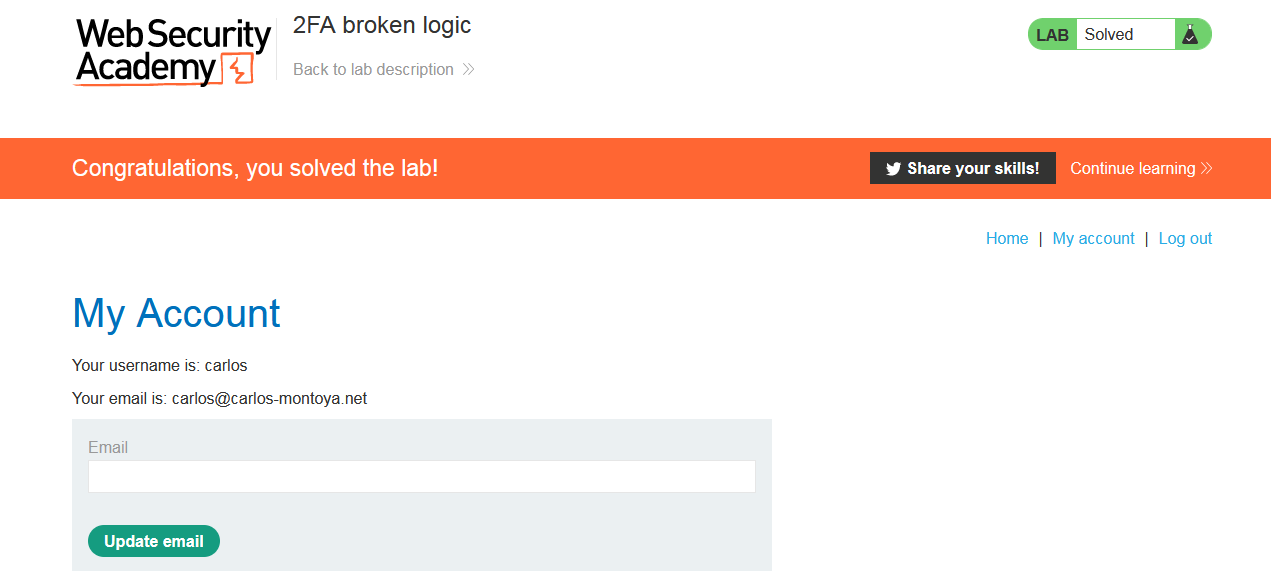 Web Security
Academy
2FA broken logic
Back to lab description
LAB Solved
Congratulations, you solved the lab!
Share your skills!
Continue learning
Home | My account | Log out
My Account
Your username is: carlos
Your email is: carlos@carlos-montoya.net
Email
Update email